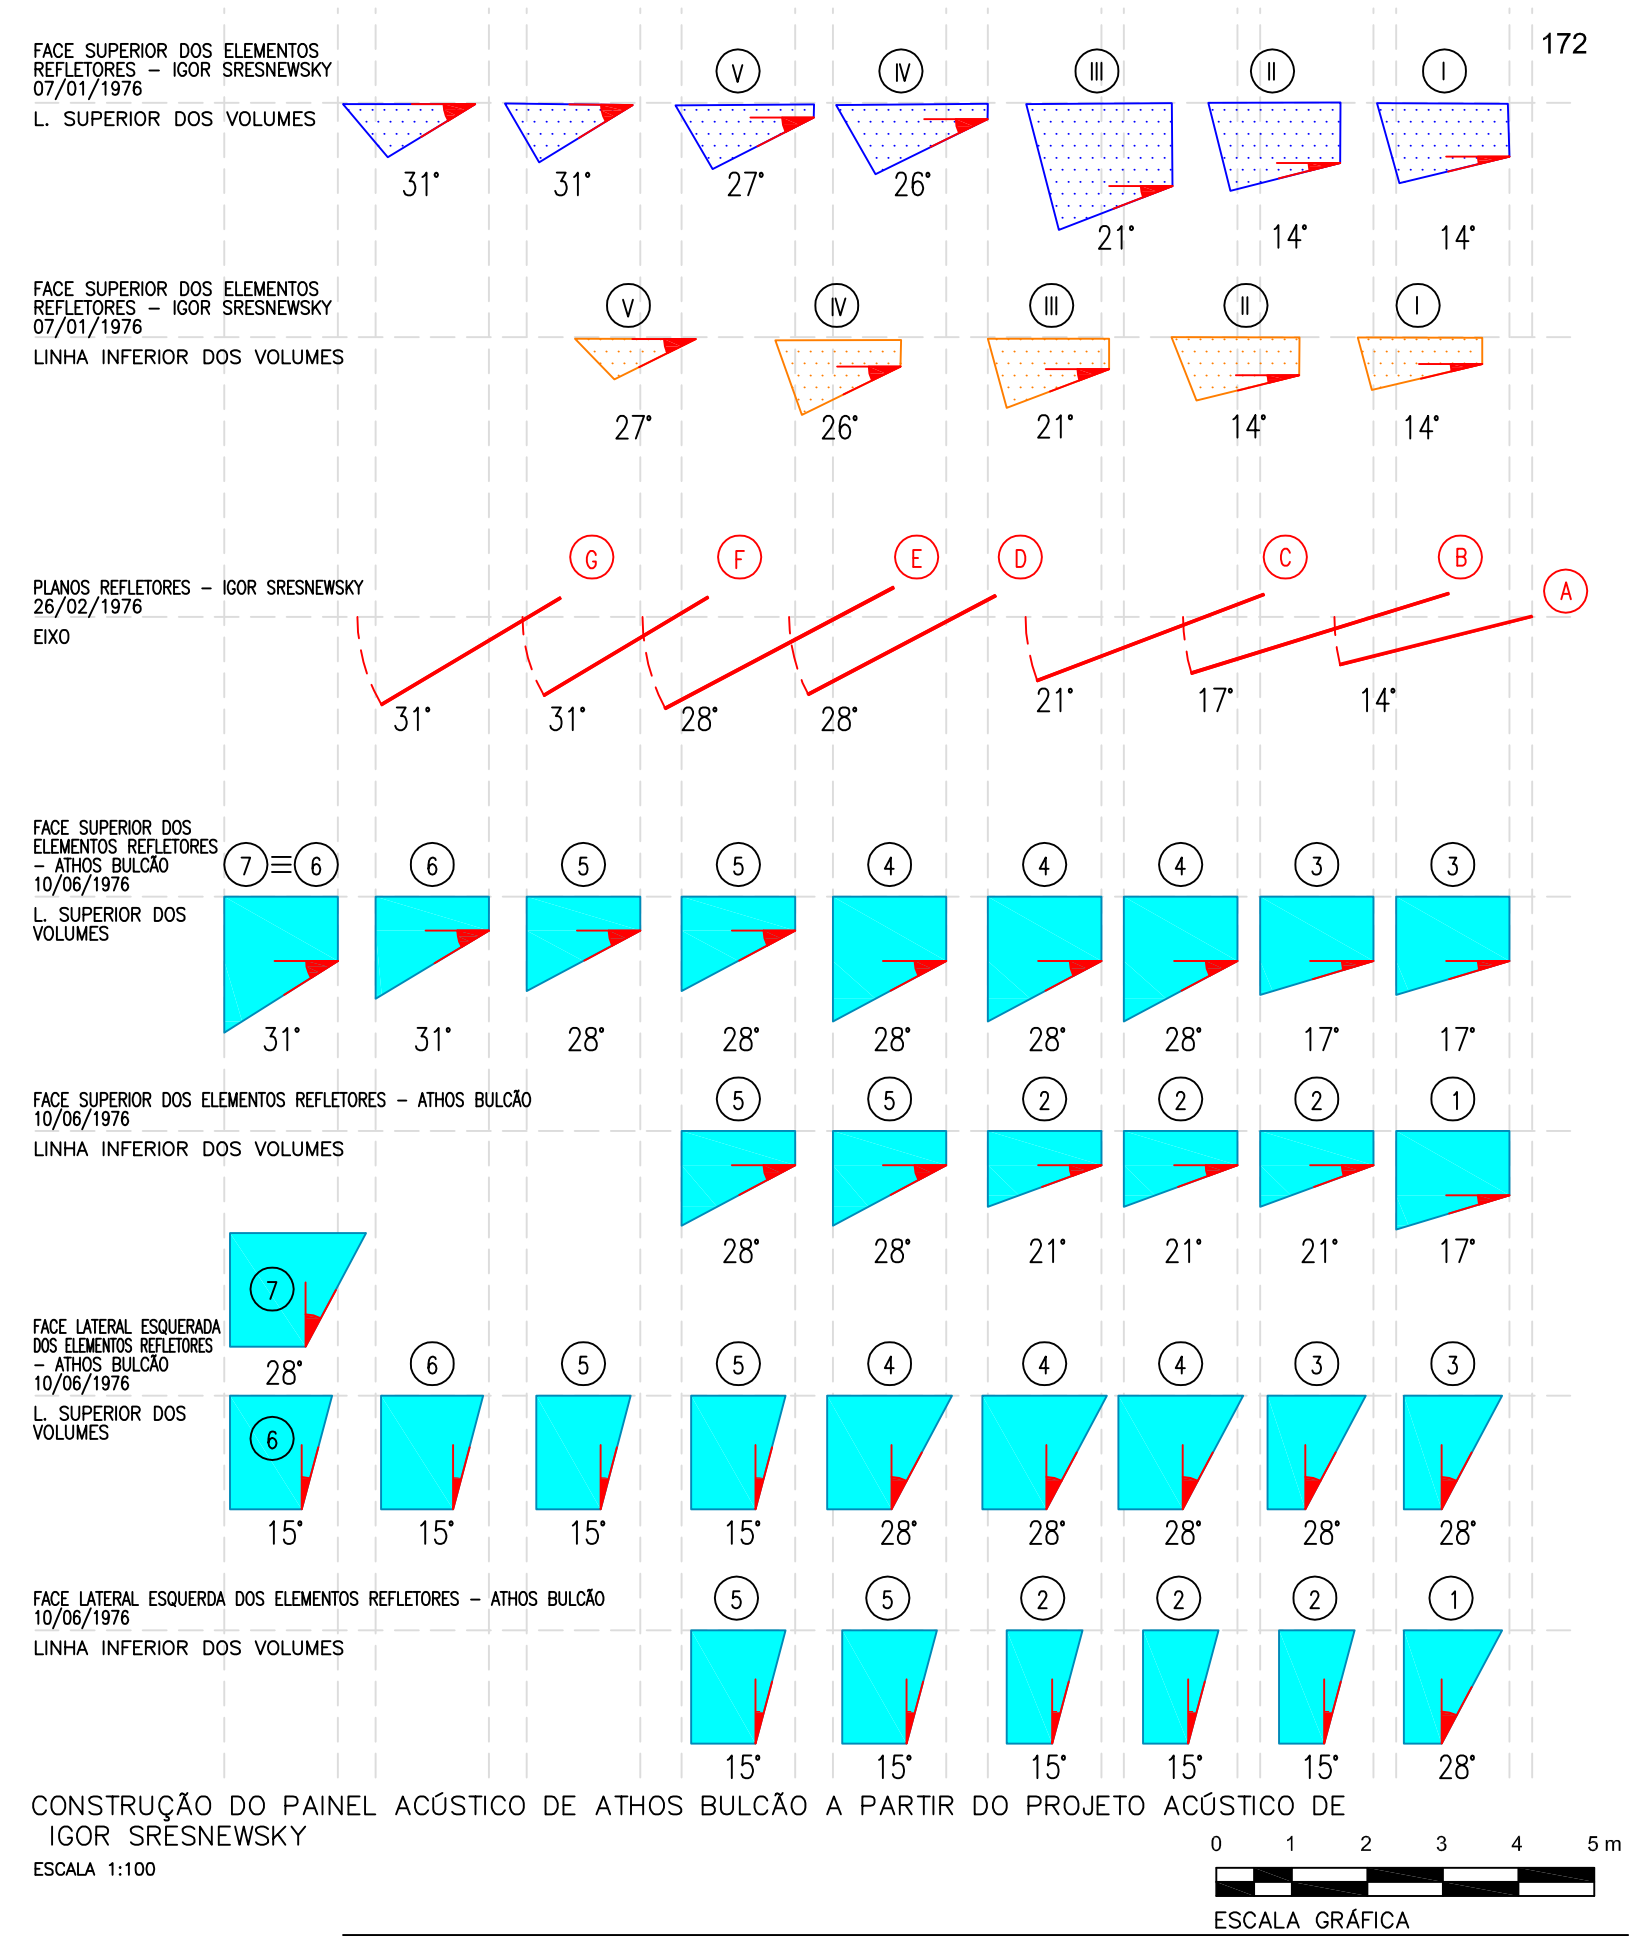 172
FACE SUPERIOR DOS ELEMENTOS
REFLETORES – IGOR SRESNEWSKY
07/01/1976
L. SUPERIOR DOS VOLUMES
V IV III II I
31° 31° 27° 26° 21° 14° 14°
FACE SUPERIOR DOS ELEMENTOS
REFLETORES – IGOR SRESNEWSKY
07/01/1976
LINHA INFERIOR DOS VOLUMES
V IV III II I
27° 26° 21° 14° 14°
PLANOS REFLETORES – IGOR SRESNEWSKY
26/02/1976
EIXO
G F E D C B A
31° 31° 28° 28° 21° 17° 14°
FACE SUPERIOR DOS
ELEMENTOS REFLETORES
– ATHOS BULCÃO
10/06/1976
L. SUPERIOR DOS
VOLUMES
7 ≡ 6 6 5 5 4 4 4 3 3
31° 31° 28° 28° 28° 28° 28° 17° 17°
FACE SUPERIOR DOS ELEMENTOS REFLETORES – ATHOS BULCÃO
10/06/1976
LINHA INFERIOR DOS VOLUMES
5 5 2 2 2 1
28° 28° 21° 21° 21° 17°
7
28°
FACE LATERAL ESQUERADA
DOS ELEMENTOS REFLETORES
– ATHOS BULCÃO
10/06/1976
L. SUPERIOR DOS
VOLUMES
6 6 5 5 4 4 4 3 3
15° 15° 15° 15° 28° 28° 28° 28° 28°
FACE LATERAL ESQUERDA DOS ELEMENTOS REFLETORES – ATHOS BULCÃO
10/06/1976
LINHA INFERIOR DOS VOLUMES
5 5 2 2 2 1
15° 15° 15° 15° 15° 28°
CONSTRUÇÃO DO PAINEL ACÚSTICO DE ATHOS BULCÃO A PARTIR DO PROJETO ACÚSTICO DE
IGOR SRESNEWSKY
ESCALA 1:100
0 1 2 3 4 5 m
ESCALA GRÁFICA